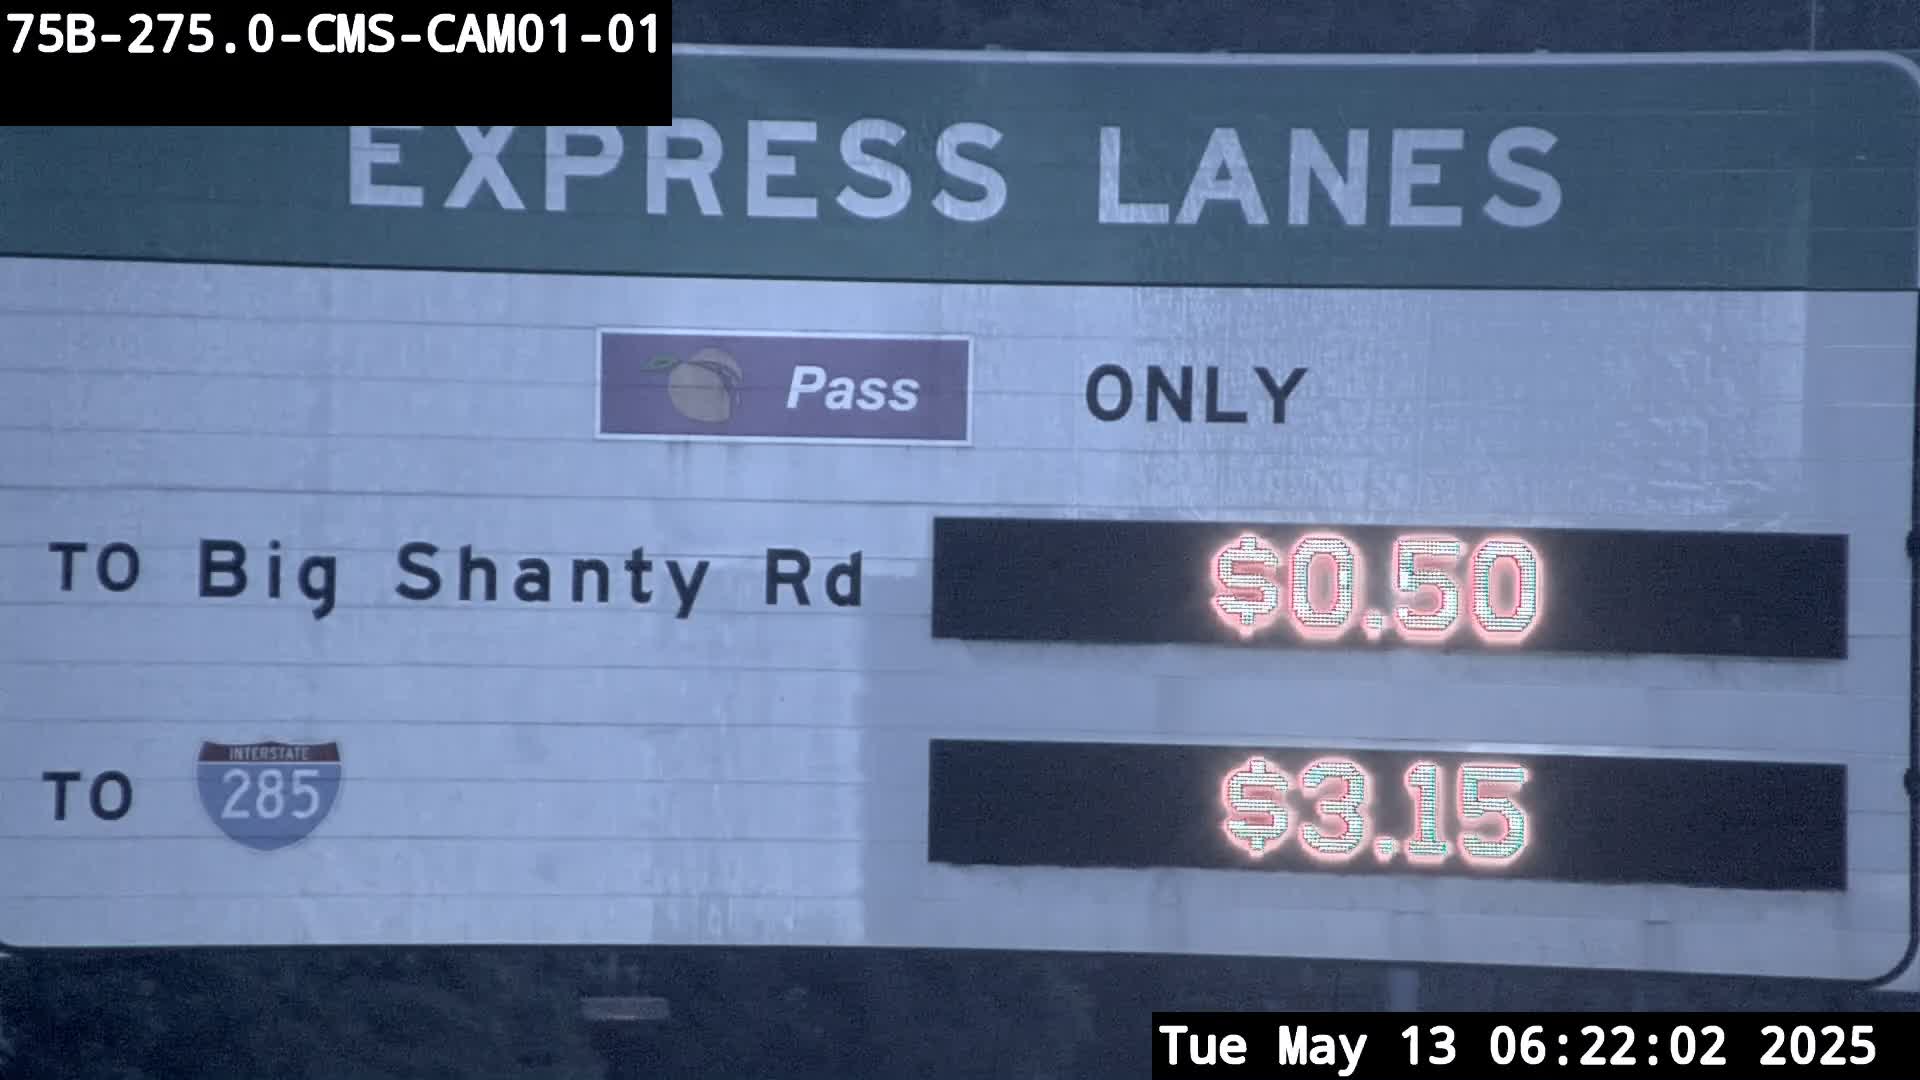 75B-275.0-CMS-CAM01-01
EXPRESS LANES
Pass ONLY
TO Big Shanty Rd $0.50
TO INTERSTATE 285 $3.15
Tue May 13 06:22:02 2025